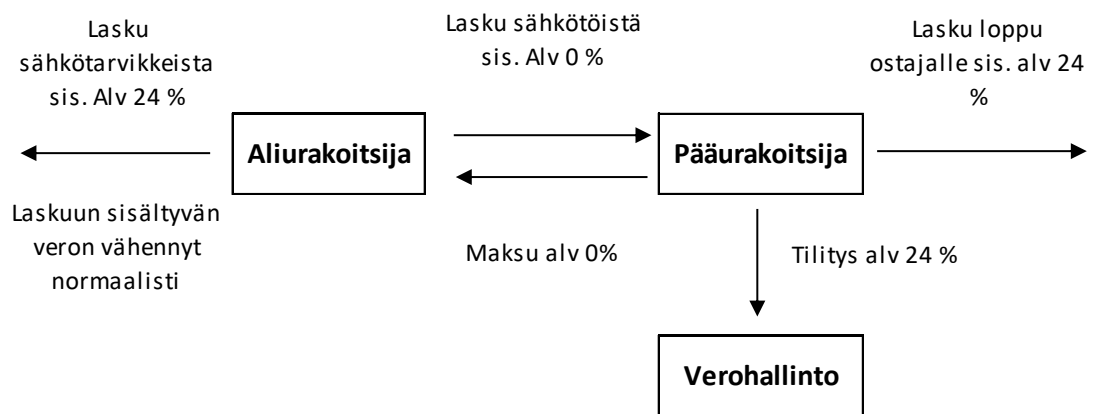 Lasku
sähkötarvikkeista
sis. Alv 24 %
Lasku sähkötöistä
sis. Alv 0 %
Lasku loppu
ostajalle sis. alv 24
%
Aliurakoitsija
Pääurakoitsija
Laskuun sisältyvän
veron vähennyt
normaalisti
Maksu alv 0%
Tilitys alv 24 %
Verohallinto